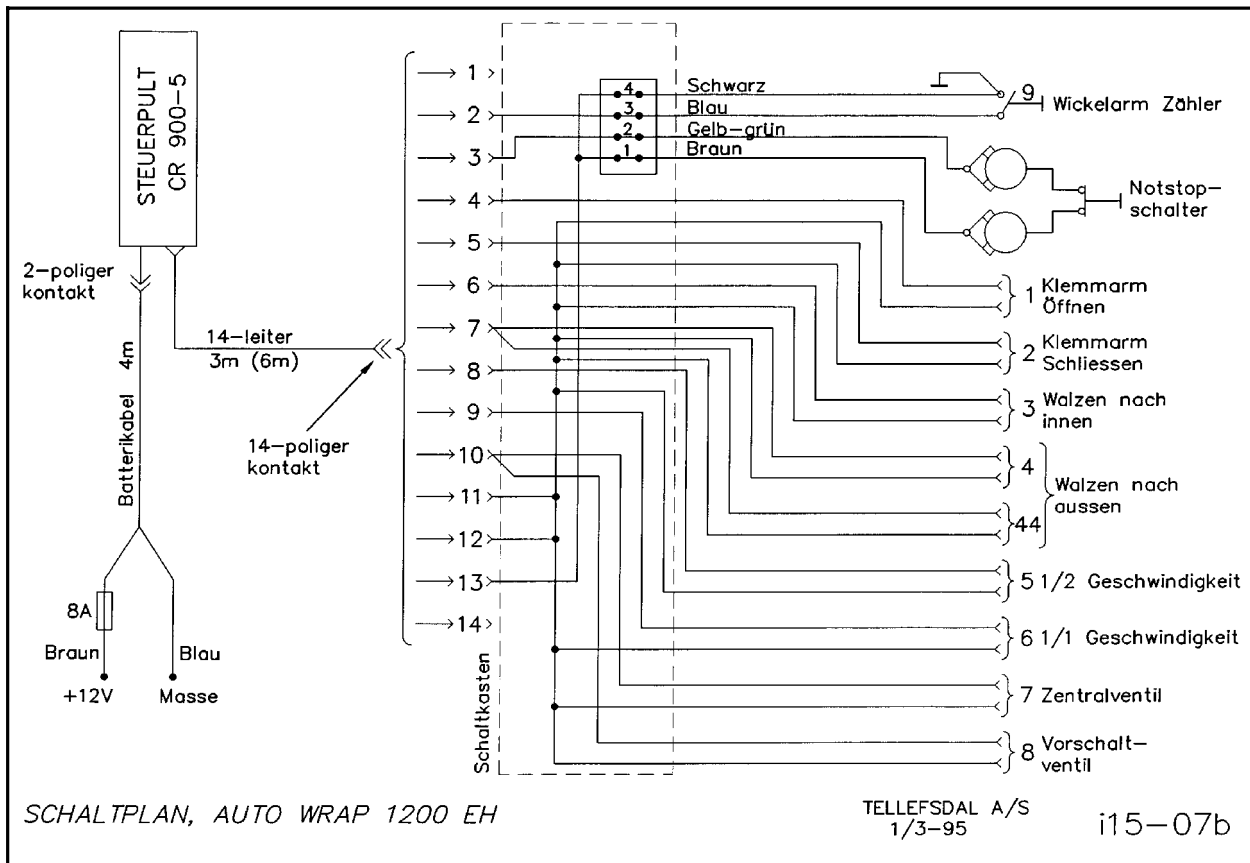 STEUERPULT
CR 900-5
2-poliger
kontakt
Batterikabel 4m
14-leiter
3m (6m)
14-poliger
kontakt
8A
Braun
Blau
+12V
Masse
1
2
3
4
5
6
7
8
9
10
11
12
13
14
Schaltkasten
4
3
2
1
Schwarz
Blau
Gelb-grün
Braun
9
Wickelarm Zähler
Notstop-
schalter
1 Klemmarm
Öffnen
2 Klemmarm
Schliessen
3 Walzen nach
innen
4
44
Walzen nach
aussen
5 1/2 Geschwindigkeit
6 1/1 Geschwindigkeit
7 Zentralventil
8 Vorschalt-
ventil
SCHALTPLAN, AUTO WRAP 1200 EH
TELLEFSDAL A/S
1/3-95
i15-07b